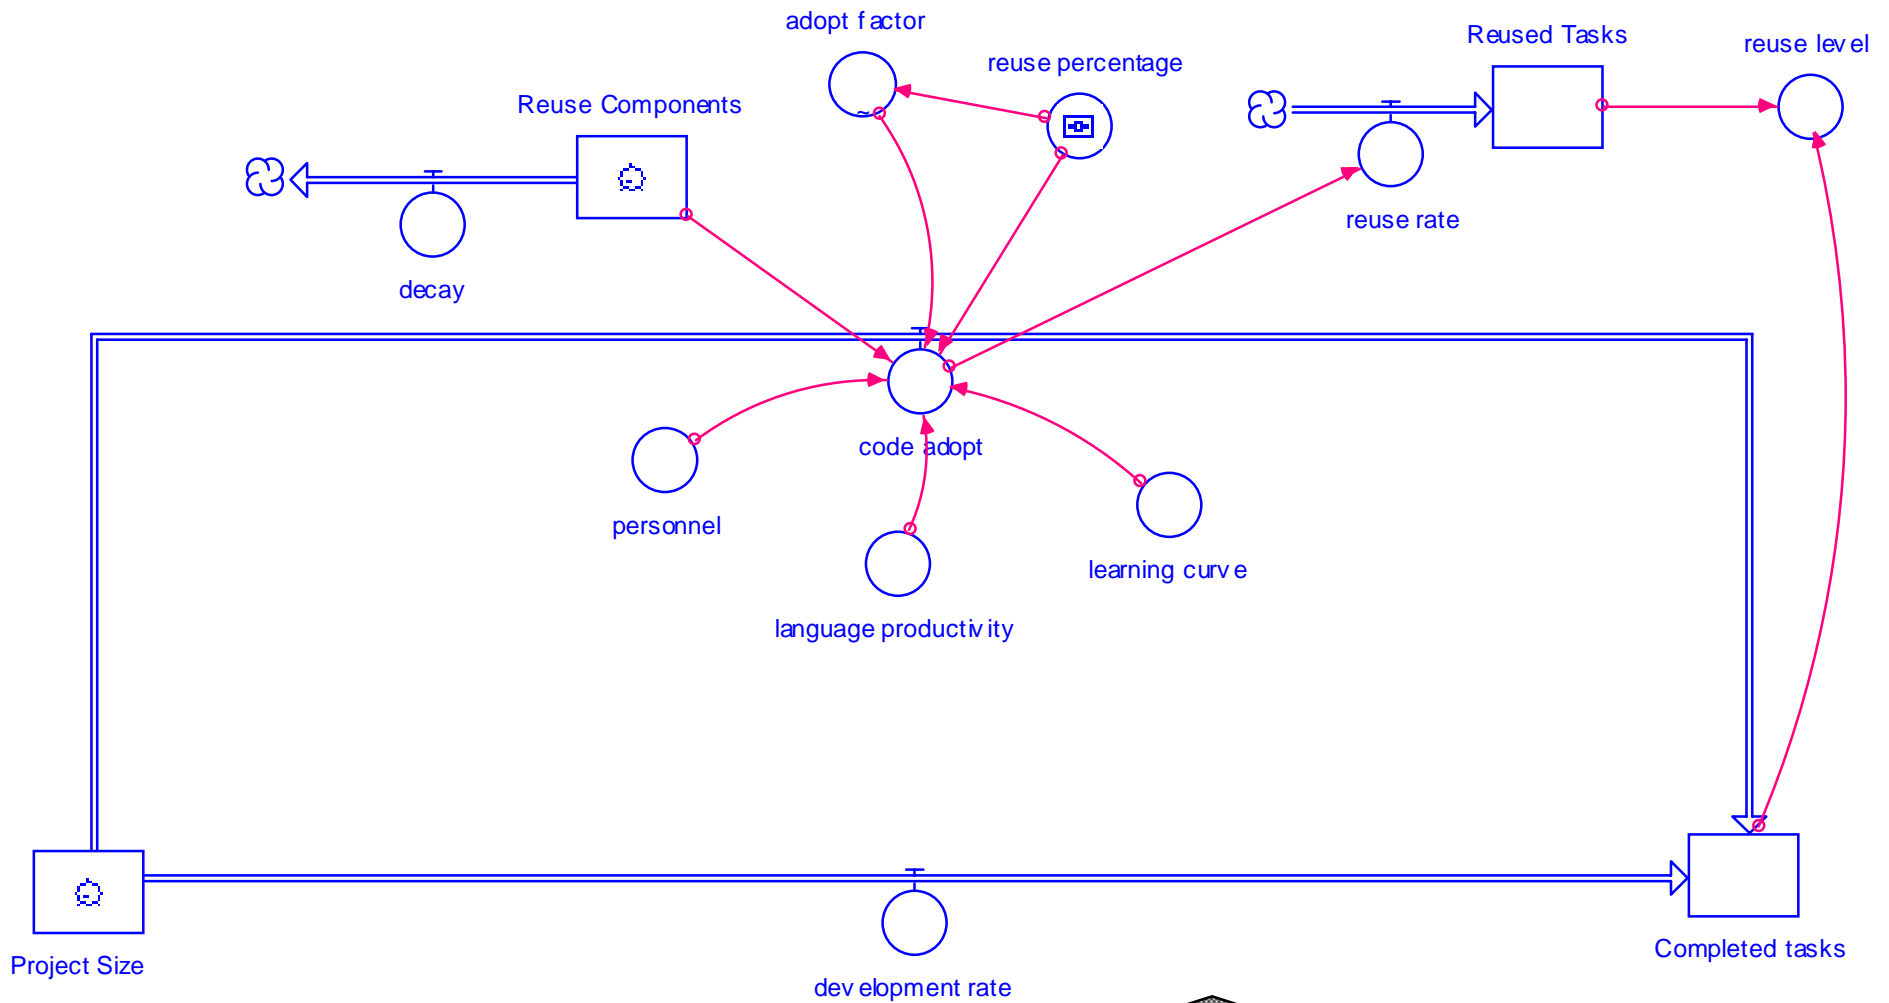 adopt factor
Reused Tasks
reuse level
reuse percentage
Reuse Components
~
reuse rate
decay
code adopt
personnel
learning curve
language productivity
Completed tasks
Project Size
development rate